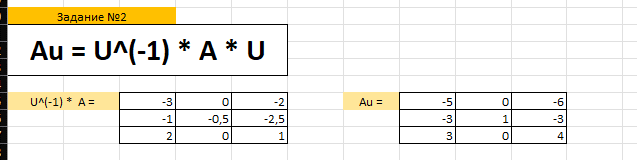 Задание №2
Au = U^(-1) * A * U
U^(-1) * A = -3 0 -2 Au = -5 0 -6
-1 -0,5 -2,5 -3 1 -3
2 0 1 3 0 4